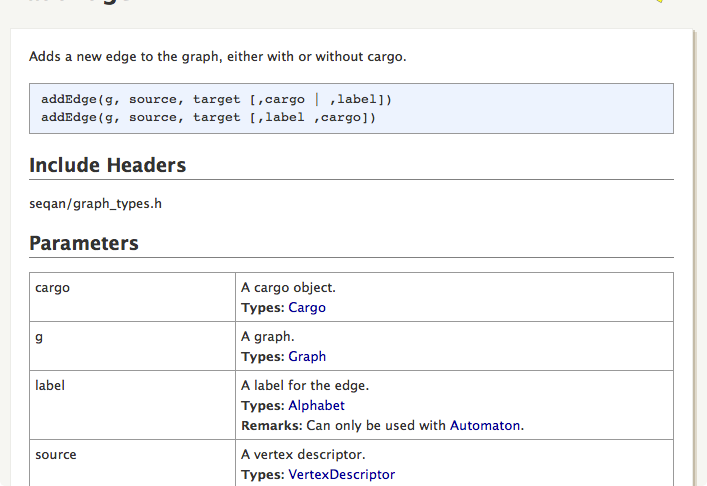 Adds a new edge to the graph, either with or without cargo.
addEdge(g, source, target [,cargo | ,label])
addEdge(g, source, target [,label ,cargo])
Include Headers
seqan/graph_types.h
Parameters
cargo
A cargo object.
Types: Cargo
g
A graph.
Types: Graph
label
A label for the edge.
Types: Alphabet
Remarks: Can only be used with Automaton.
source
A vertex descriptor.
Types: VertexDescriptor